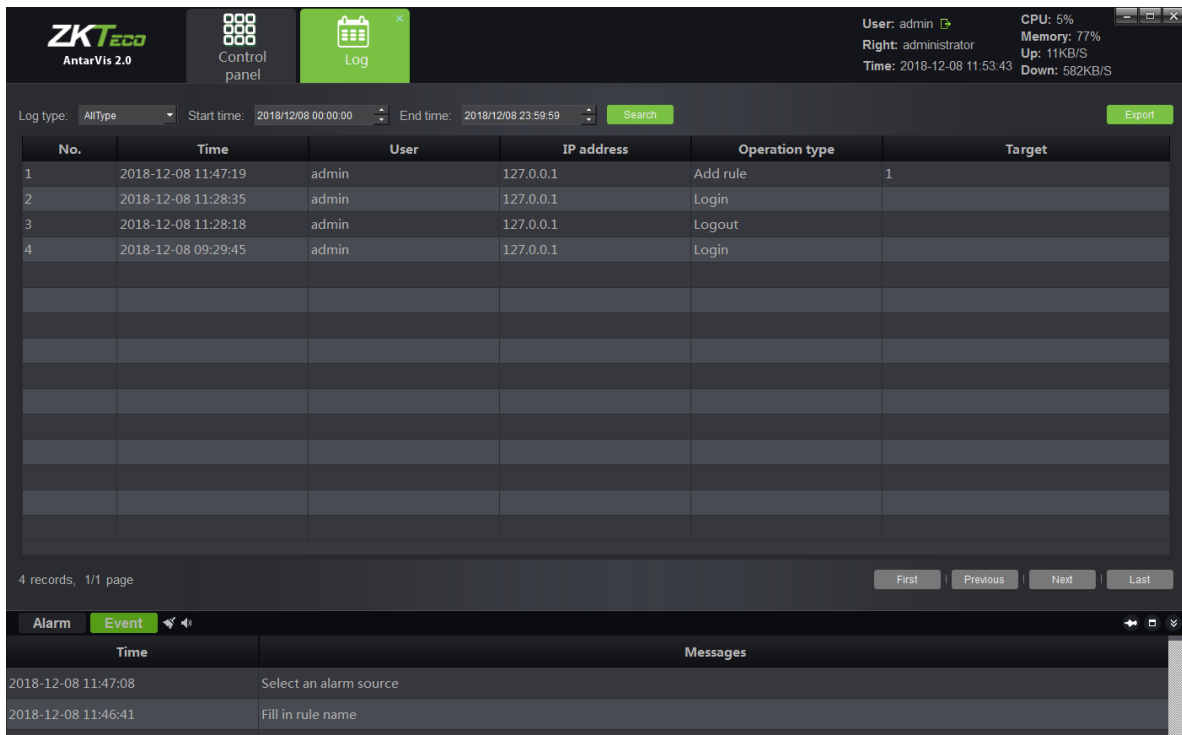 ZKTeco
AntarVis 2.0
Control
panel
Log
User: admin
Right: administrator
Time: 2018-12-08 11:53:43
CPU: 5%
Memory: 77%
Up: 11KB/S
Down: 582KB/S
Log type: AllType Start time: 2018/12/08 00:00:00 End time: 2018/12/08 23:59:59 Search Export
No. Time User IP address Operation type Target
1 2018-12-08 11:47:19 admin 127.0.0.1 Add rule 1
2 2018-12-08 11:28:35 admin 127.0.0.1 Login
3 2018-12-08 11:28:18 admin 127.0.0.1 Logout
4 2018-12-08 09:29:45 admin 127.0.0.1 Login
4 records, 1/1 page First Previous Next Last
Alarm Event
Time Messages
2018-12-08 11:47:08 Select an alarm source
2018-12-08 11:46:41 Fill in rule name